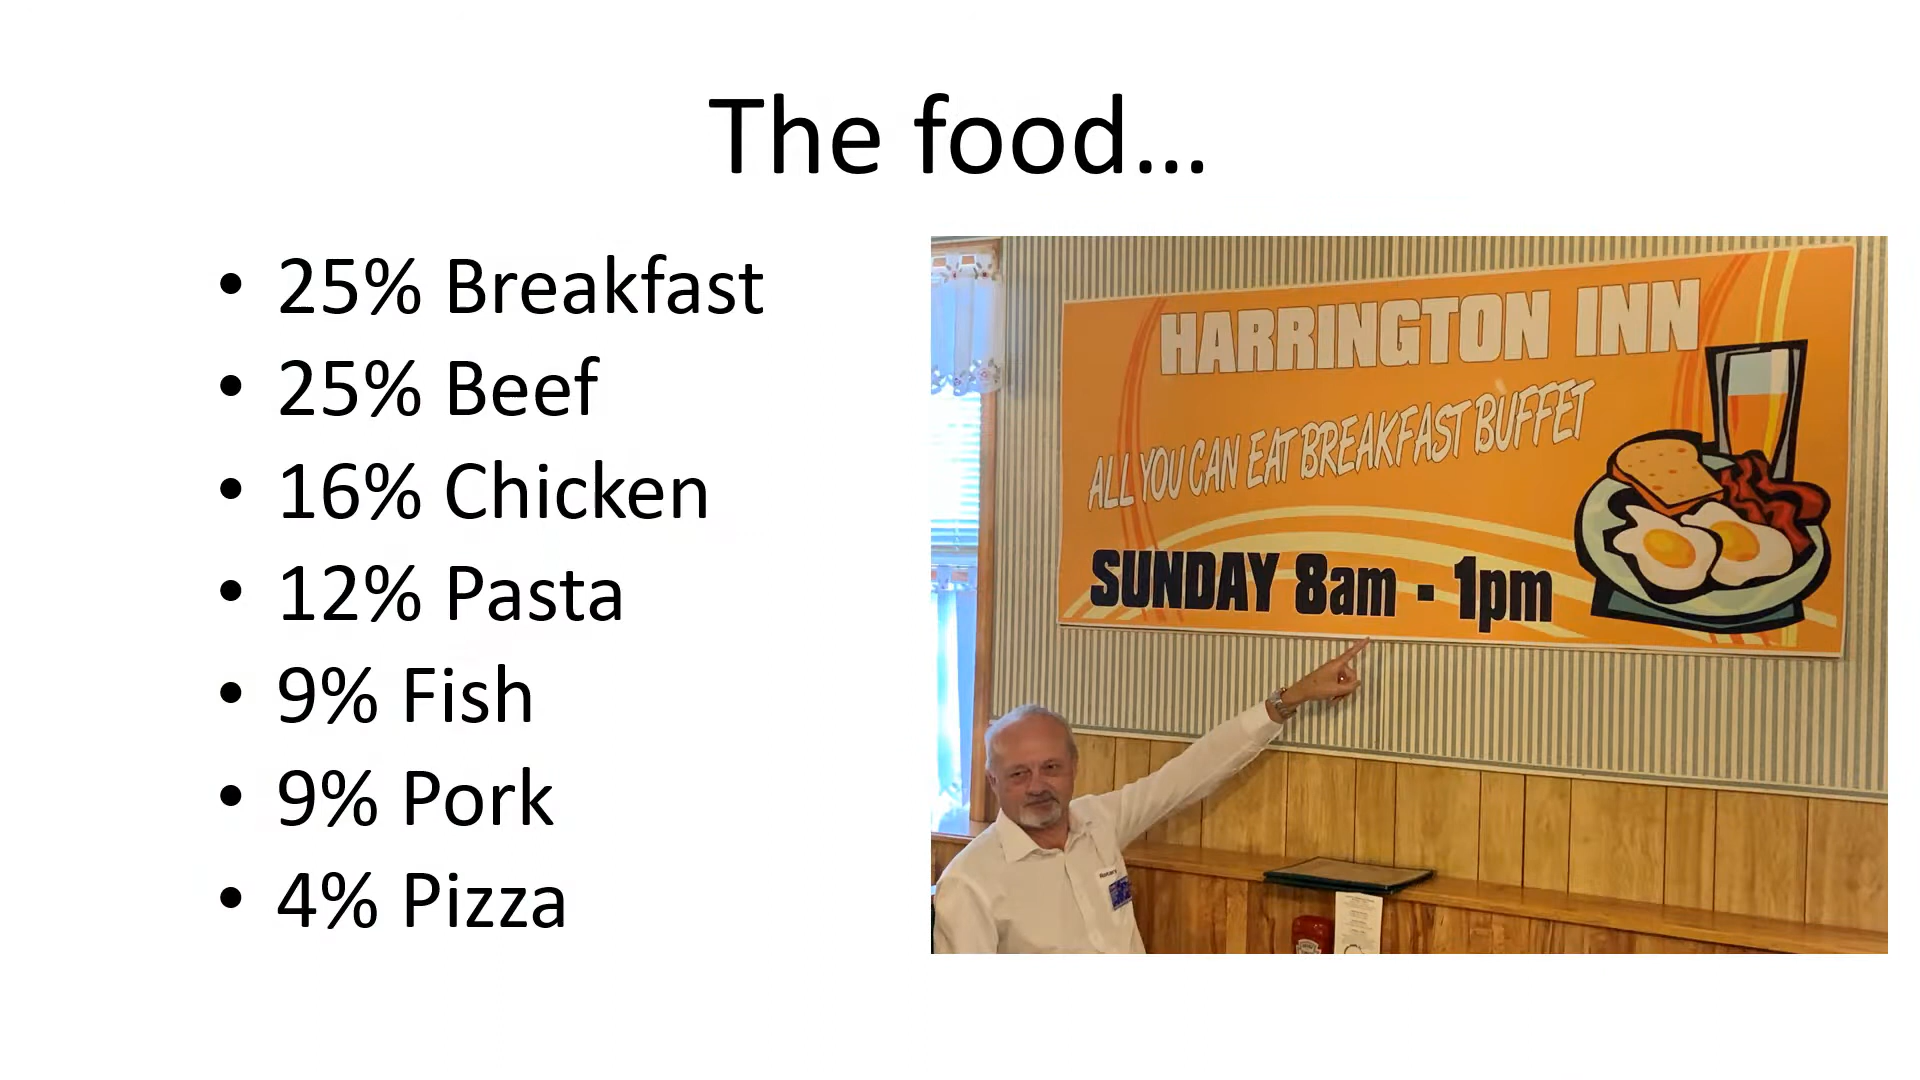 The food...
• 25% Breakfast
• 25% Beef
• 16% Chicken
• 12% Pasta
• 9% Fish
• 9% Pork
• 4% Pizza
HARRINGTON INN
ALL YOU CAN EAT BREAKFAST BUFFET
SUNDAY 8am - 1pm
Rotary